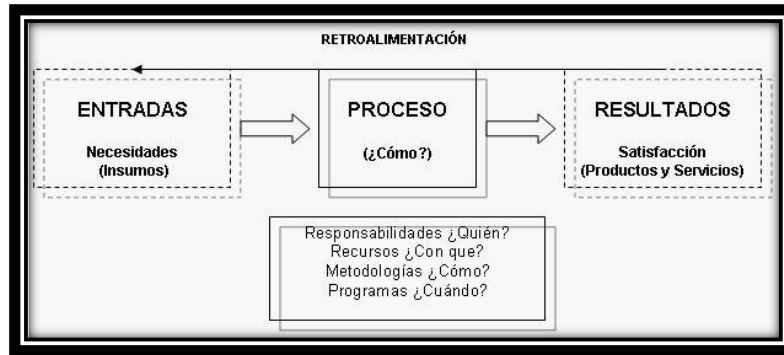 RETROALIMENTACIÓN
ENTRADAS
Necesidades
(Insumos)
PROCESO
(¿Cómo?)
RESULTADOS
Satisfacción
(Productos y Servicios)
Responsabilidades ¿Quién?
Recursos ¿Con que?
Metodologías ¿Cómo?
Programas ¿Cuándo?